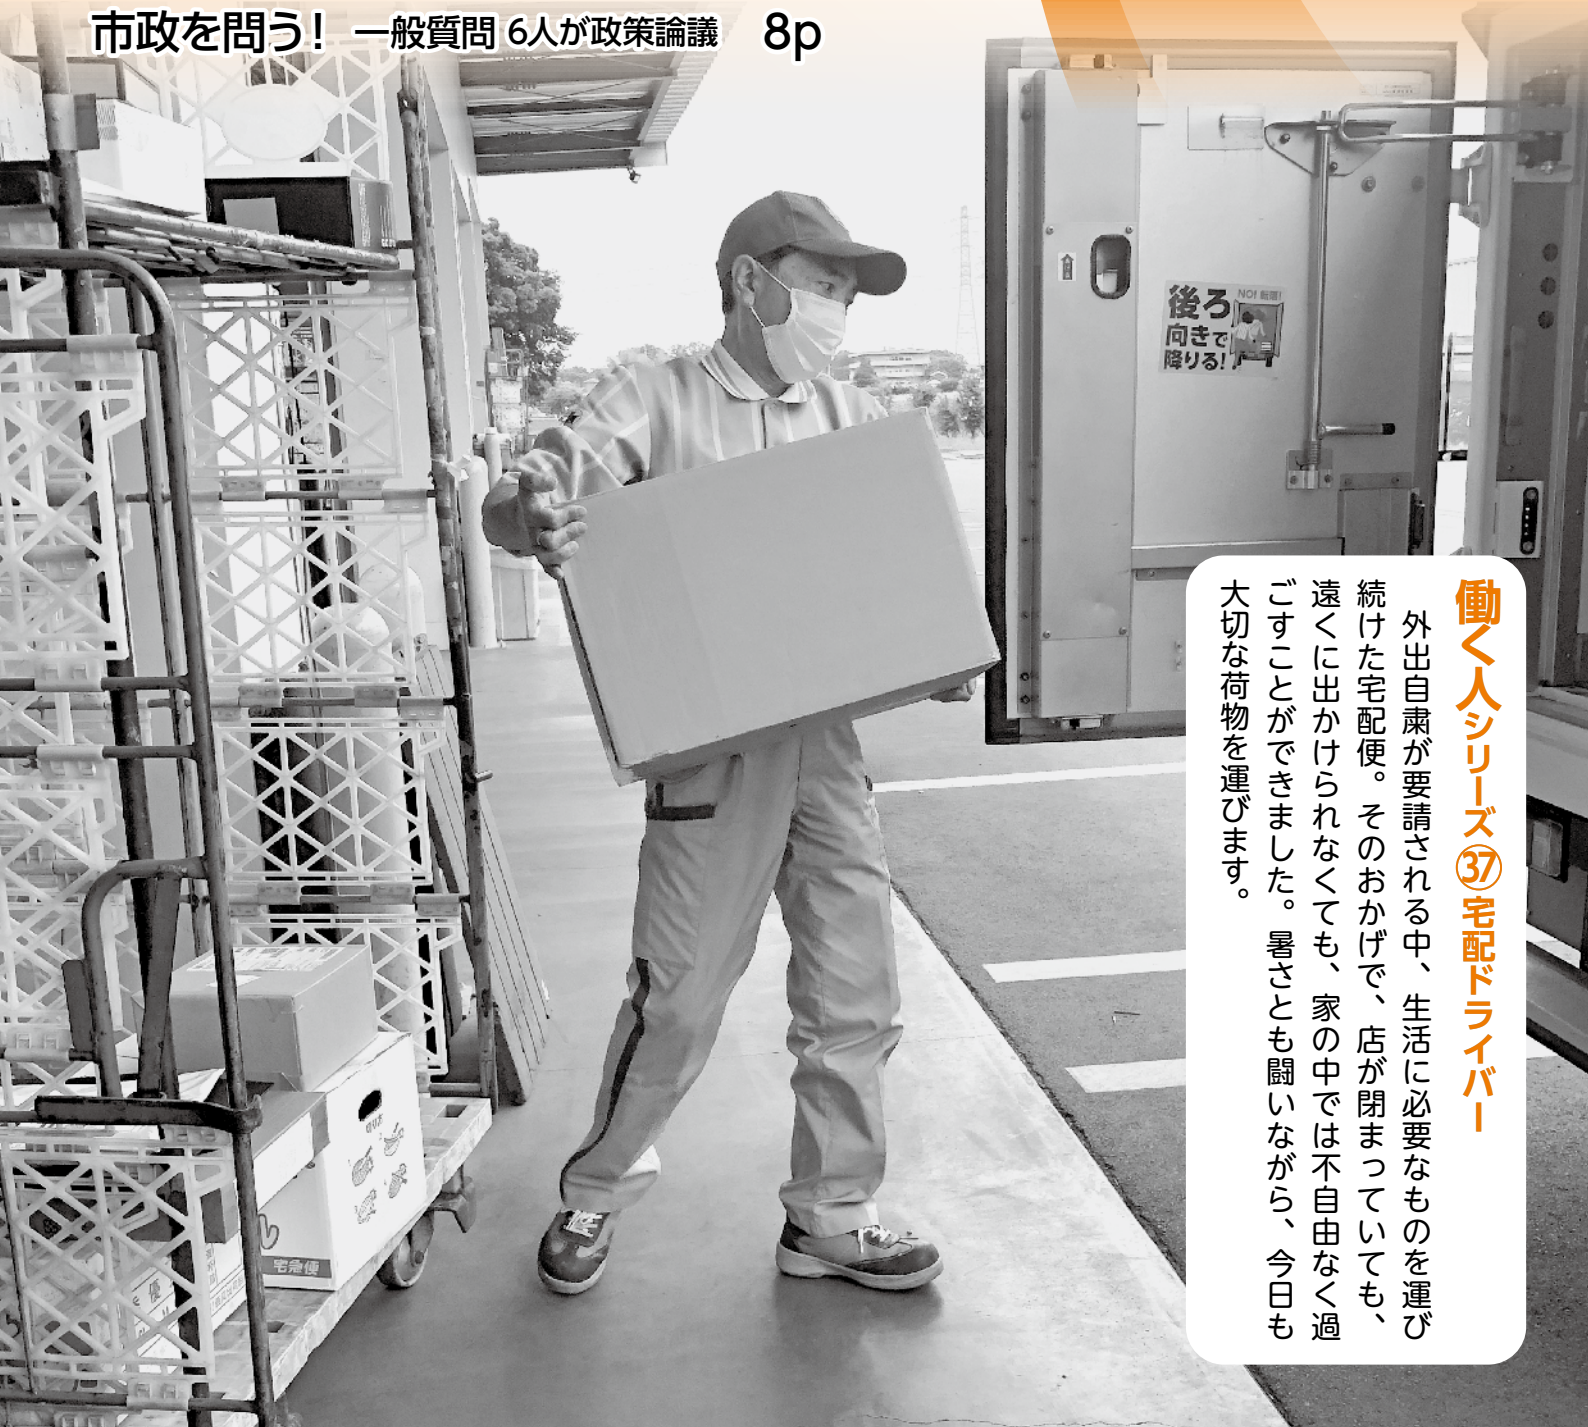 市政を問う！ 一般質問 6人が政策論議 8p
後ろ
NO! 転落!
向きで
降りる!
働く人シリーズ㊲宅配ドライバー
外出自粛が要請される中、生活に必要なものを運び
続けた宅配便。そのおかげで、店が閉まっていても、
遠くに出かけられなくても、家の中では不自由なく過
ごすことができました。暑さとも闘いながら、今日も
大切な荷物を運びます。
宅急便